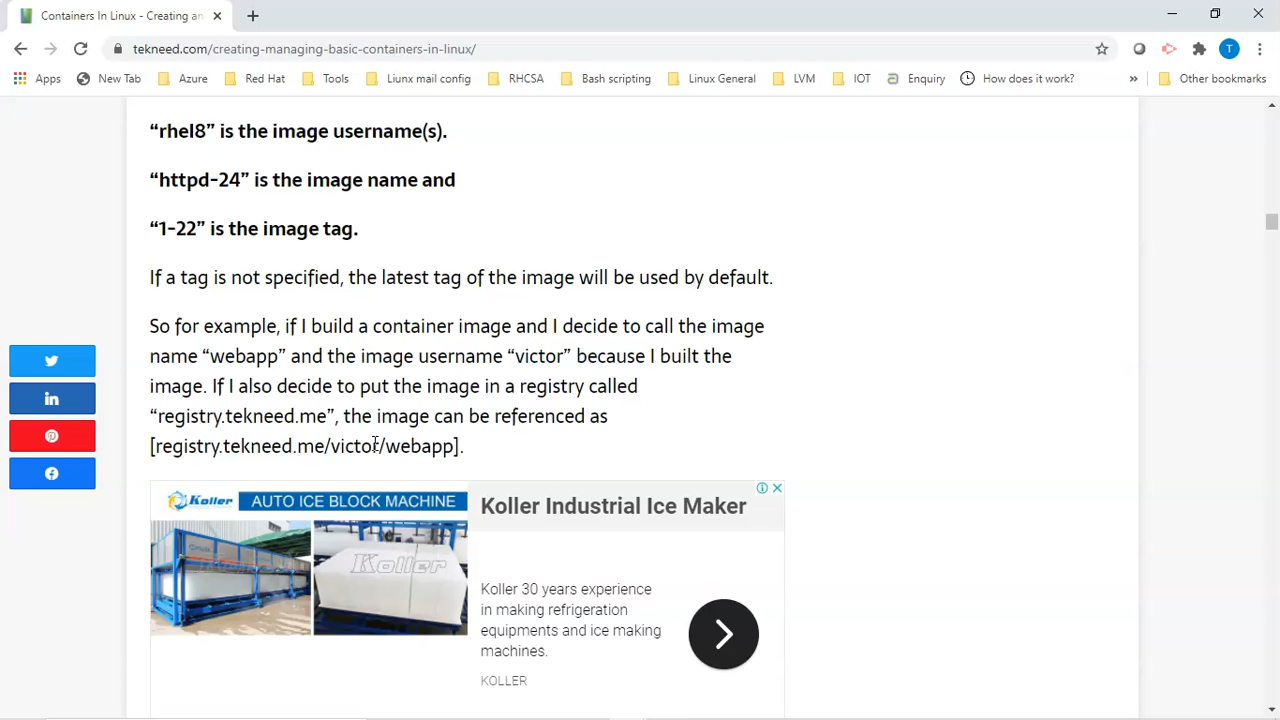 Containers In Linux - Creating an
tekneed.com/creating-managing-basic-containers-in-linux/
T
Apps
New Tab
Azure
Red Hat
Tools
Liunx mail config
RHCSA
Bash scripting
Linux General
LVM
IOT
Enquiry
How does it work?
»
Other bookmarks
“rhel8” is the image username(s).
“httpd-24” is the image name and
“1-22” is the image tag.
If a tag is not specified, the latest tag of the image will be used by default.
So for example, if I build a container image and I decide to call the image
name “webapp” and the image username “victor” because I built the
image. If I also decide to put the image in a registry called
“registry.tekneed.me”, the image can be referenced as
[registry.tekneed.me/victor/webapp].
in
Koller
AUTO ICE BLOCK MACHINE
Koller
Koller Industrial Ice Maker
Koller 30 years experience
in making refrigeration
equipments and ice making
machines.
KOLLER